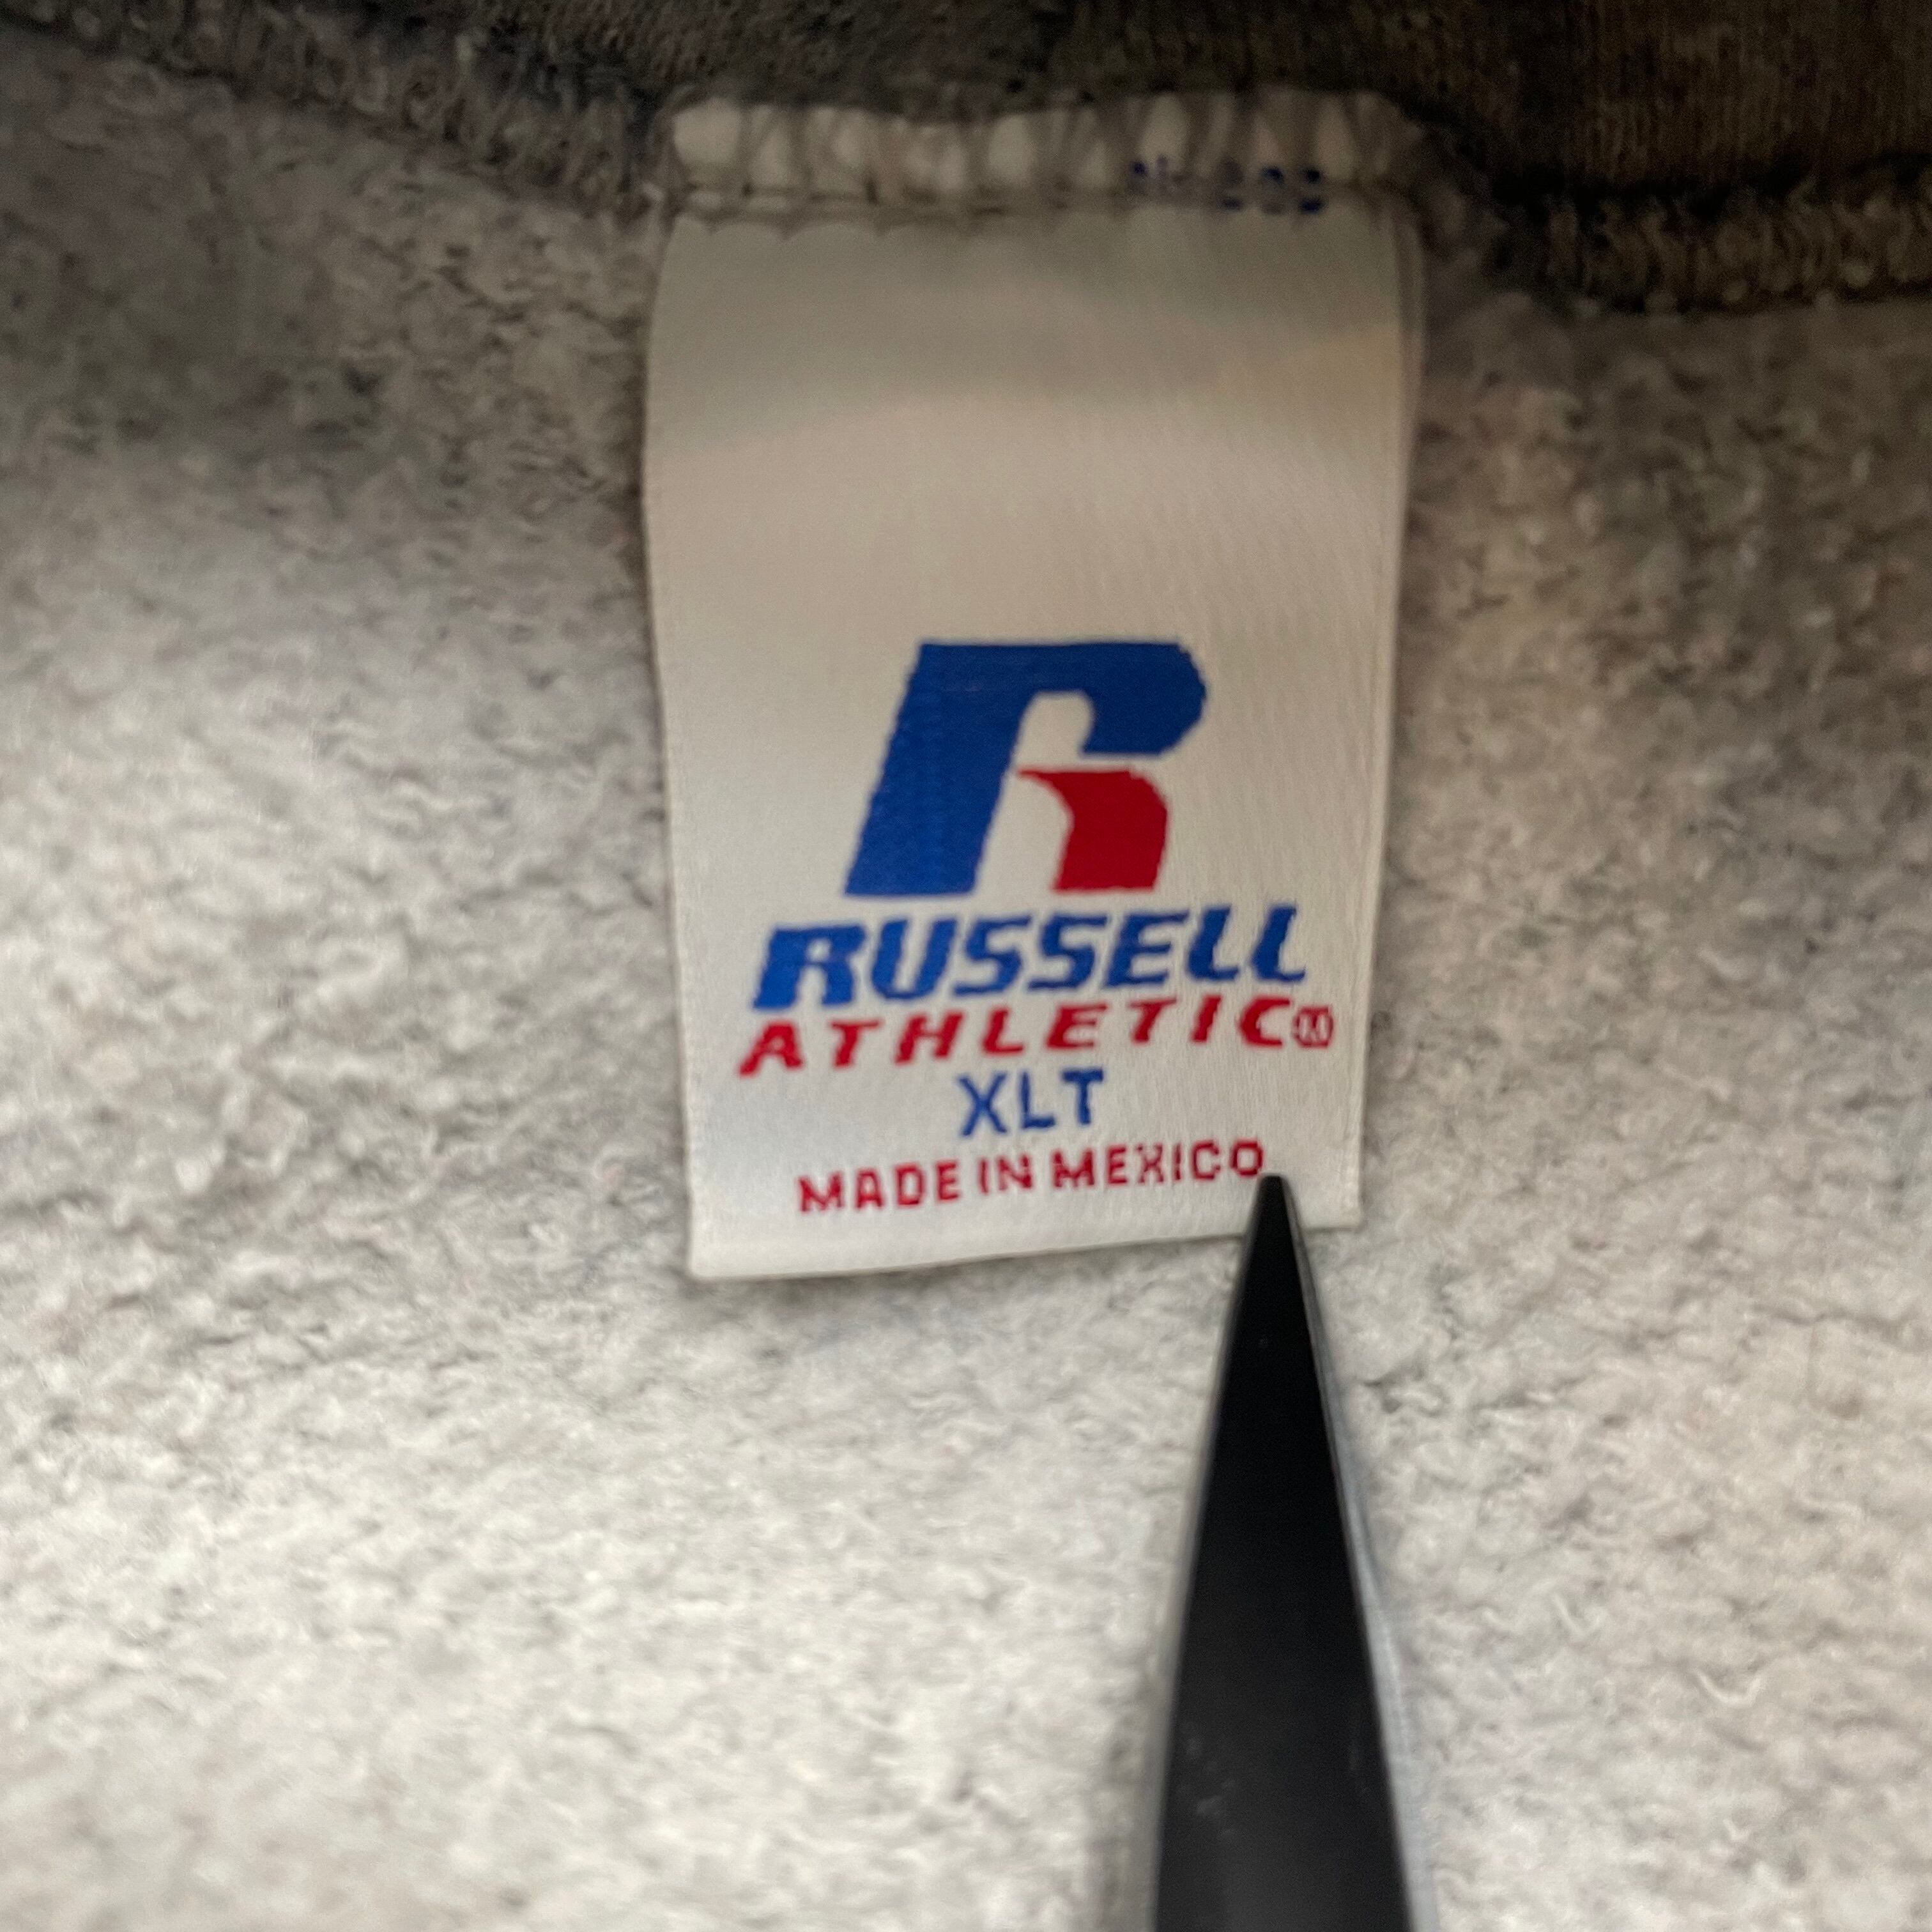 RUSSELL
ATHLETIC®
XLT
MADE IN MEXICO